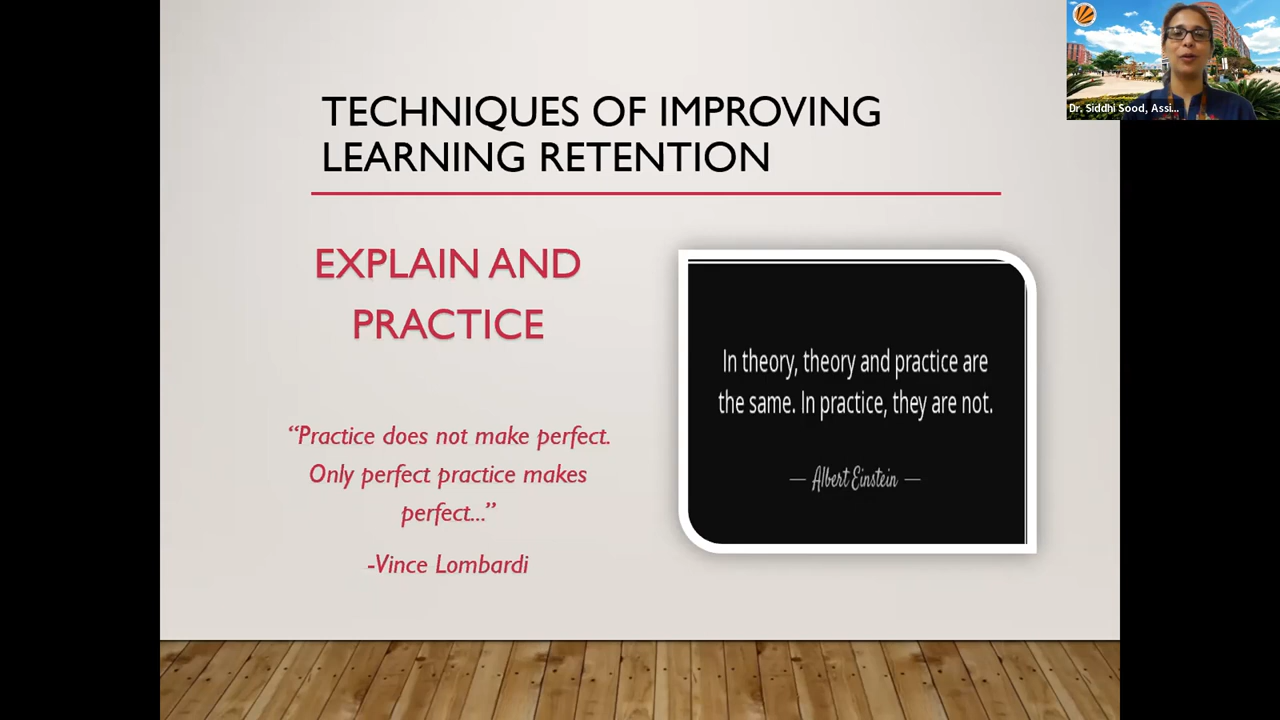 TECHNIQUES OF IMPROVING
LEARNING RETENTION
EXPLAIN AND
PRACTICE
“Practice does not make perfect.
Only perfect practice makes
perfect...”
-Vince Lombardi
In theory, theory and practice are
the same. In practice, they are not.
— Albert Einstein —
Dr. Siddhi Sood, Assi...